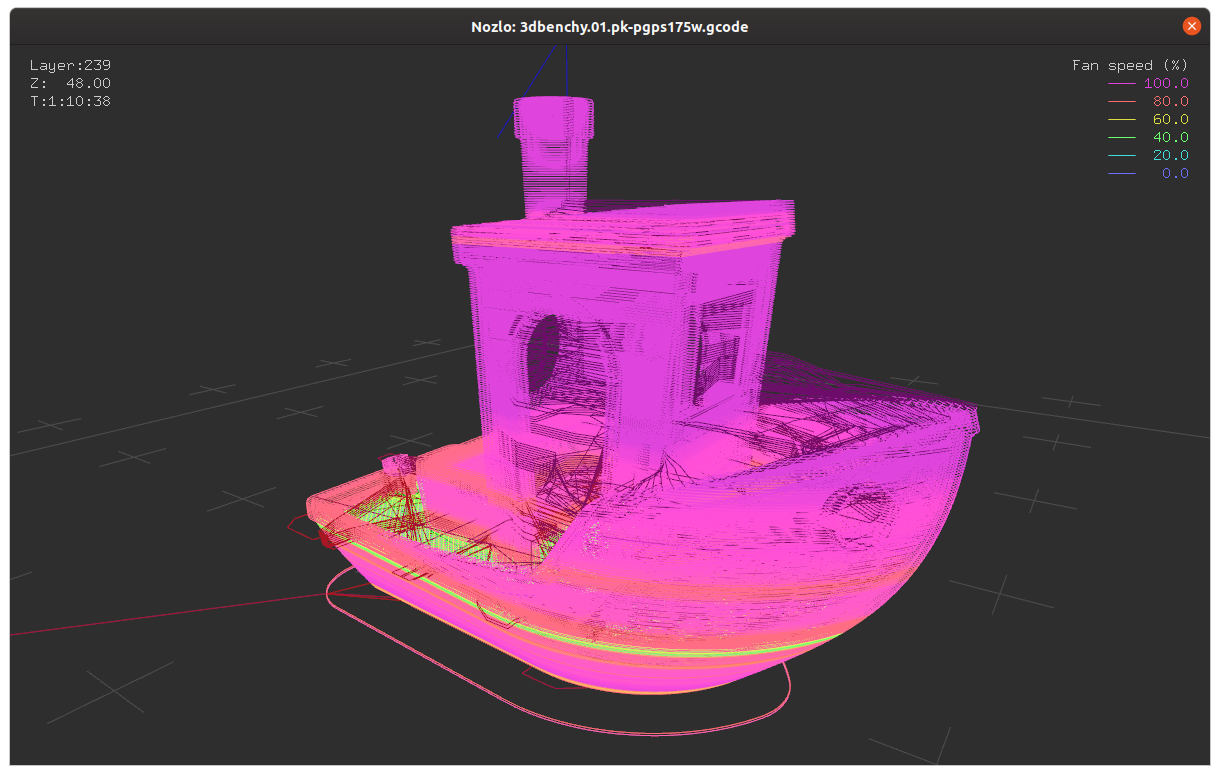 Nozlo: 3dbenchy.01.pk-pgps175w.gcode
Layer:239
Z: 48.00
T:1:10:38
Fan speed (%)
100.0
80.0
60.0
40.0
20.0
0.0